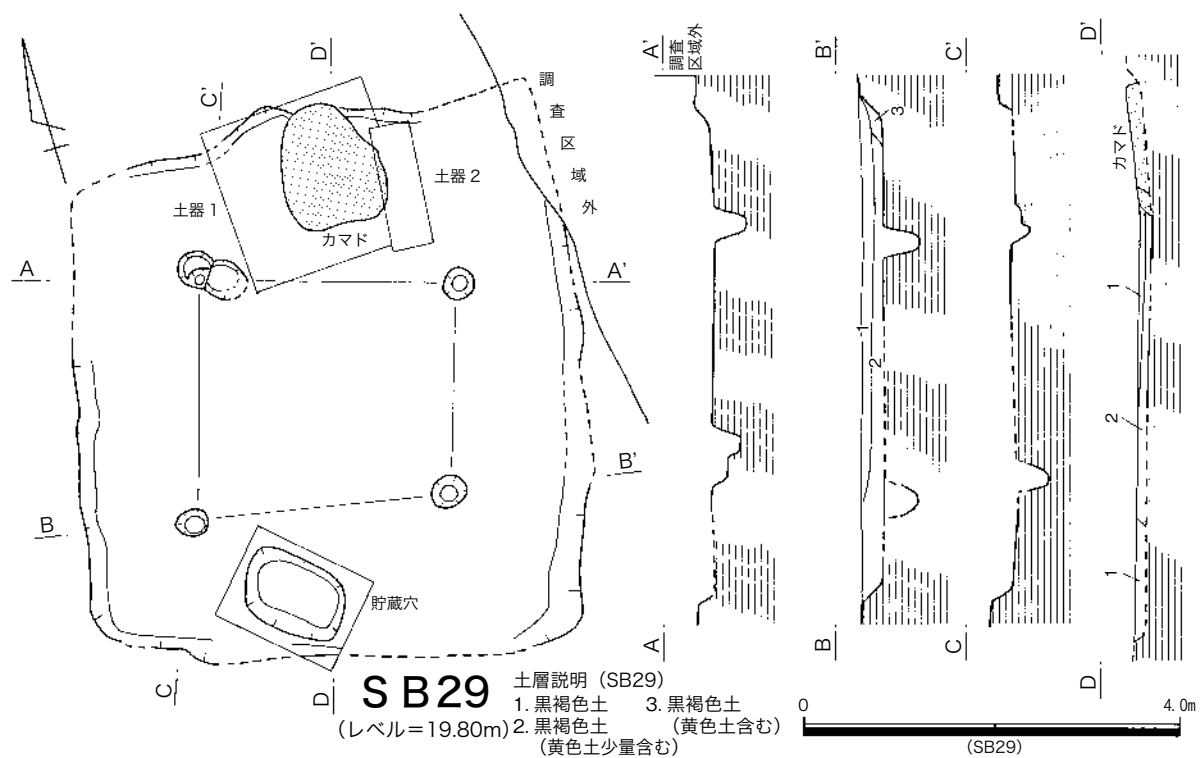 D'
C'
調査区域外
土器1
土器2
カマド
A
A'
B
B'
貯蔵穴
C
D
SB29
(レベル=19.80m)
土層説明(SB29)
1. 黒褐色土
2. 黒褐色土
(黄色土少量含む)
3. 黒褐色土
(黄色土含む)
A'
調査
区域外
A
B'
3
1
2
B
C'
C
D'
カマド
1
2
1
D
0
4.0m
(SB29)